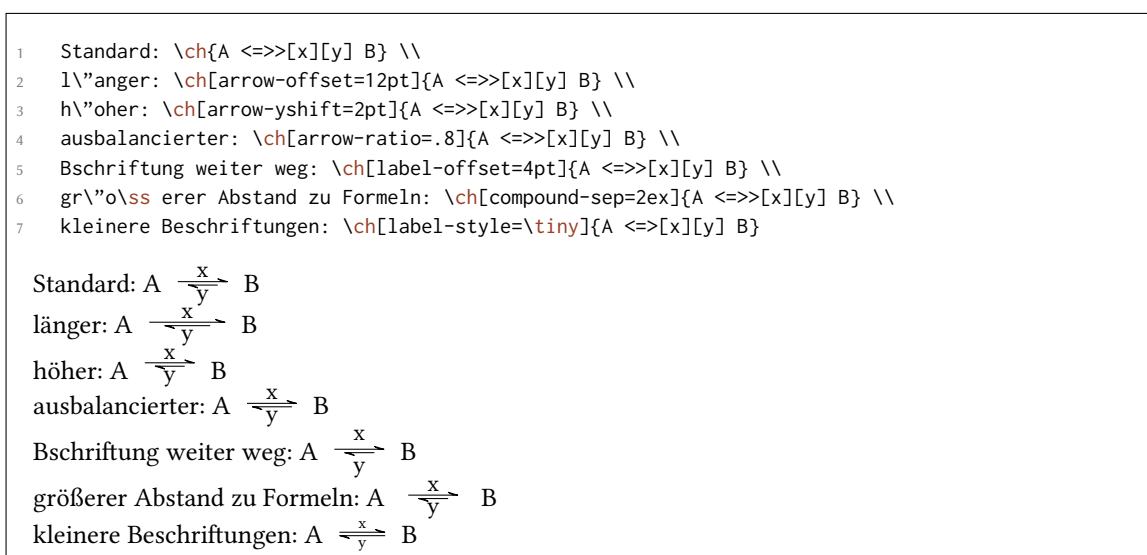 1 Standard: \ch{A <=>>[x][y] B} \\
2 l\"anger: \ch[arrow-offset=12pt]{A <=>>[x][y] B} \\
3 h\"oher: \ch[arrow-yshift=2pt]{A <=>>[x][y] B} \\
4 ausbalancierter: \ch[arrow-ratio=.8]{A <=>>[x][y] B} \\
5 Bschriftung weiter weg: \ch[label-offset=4pt]{A <=>>[x][y] B} \\
6 gr\"o\ss erer Abstand zu Formeln: \ch[compound-sep=2ex]{A <=>>[x][y] B} \\
7 kleinere Beschriftungen: \ch[label-style=\tiny]{A <=>[x][y] B}
Standard: A x y B
länger: A x y B
höher: A x y B
ausbalancierter: A x y B
Bschriftung weiter weg: A x y B
größerer Abstand zu Formeln: A x y B
kleinere Beschriftungen: A x y B